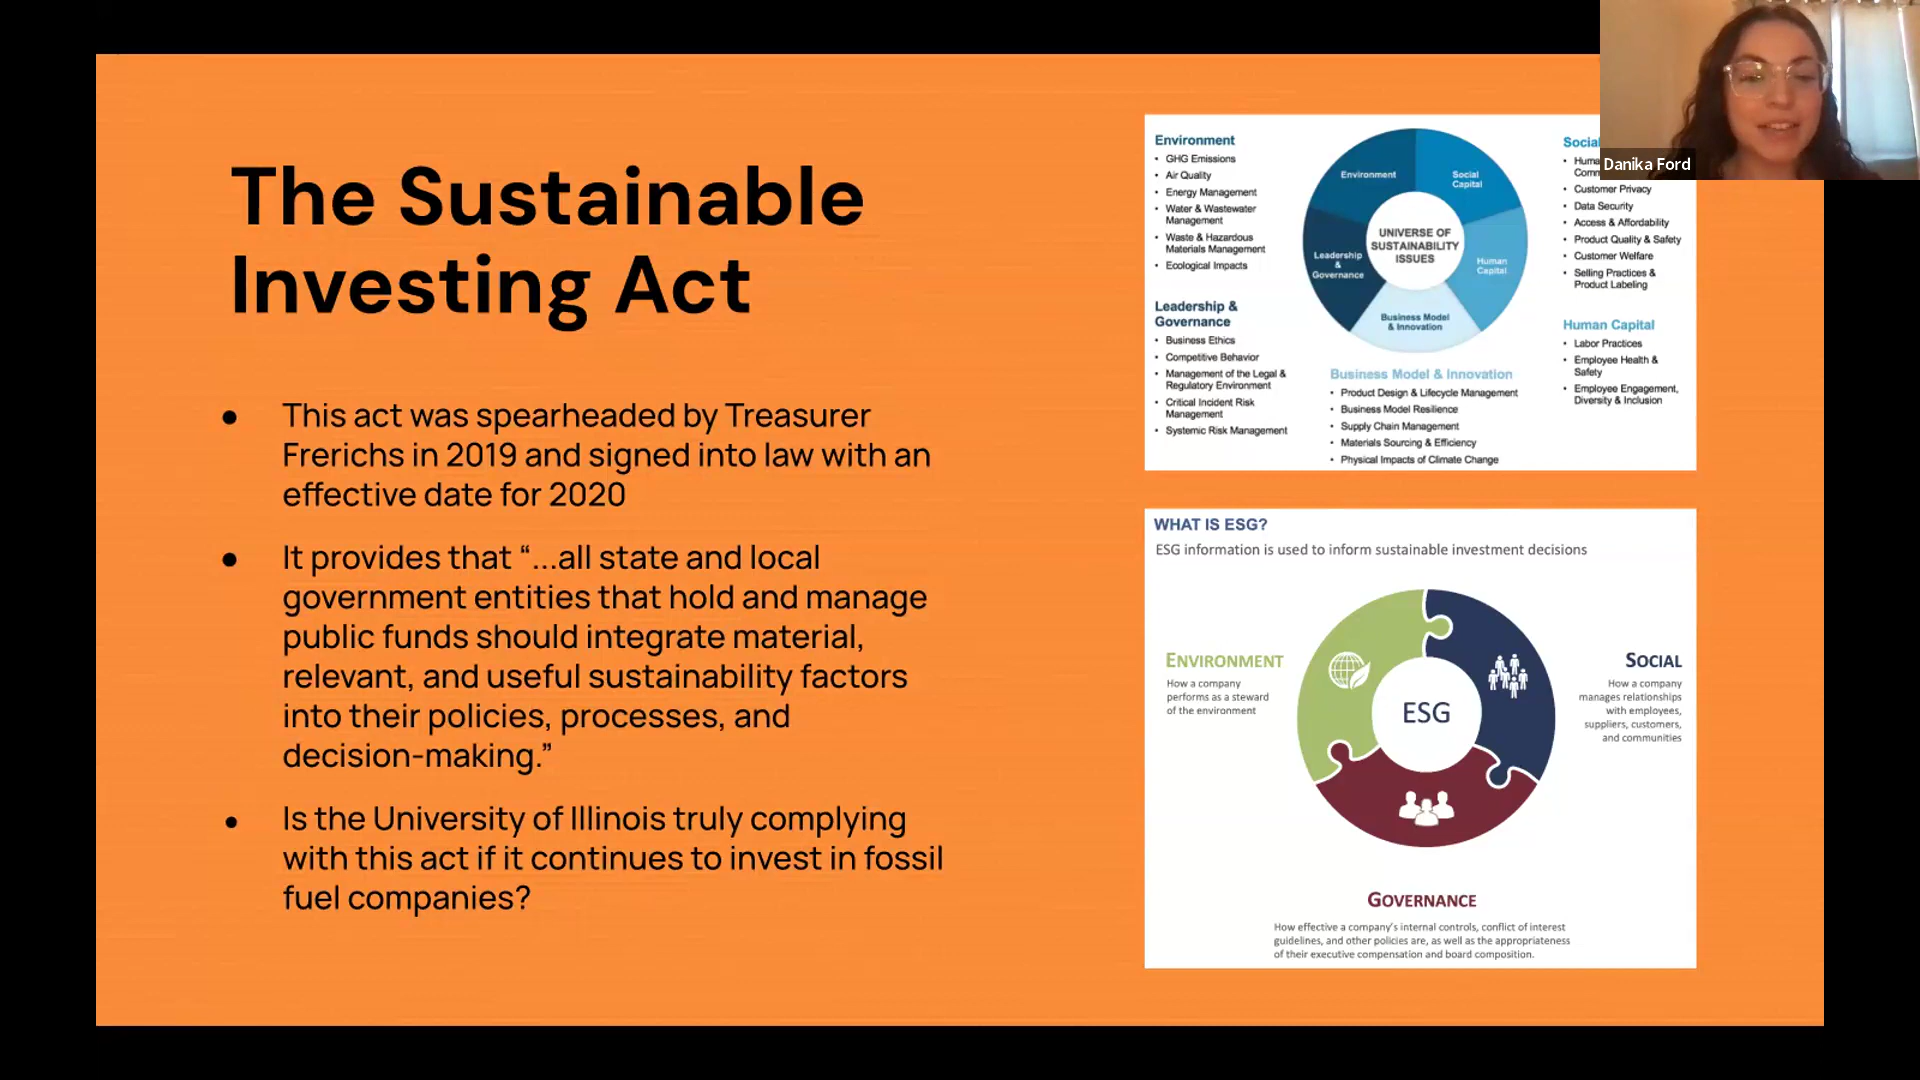 The Sustainable
Investing Act
● This act was spearheaded by Treasurer
Frerichs in 2019 and signed into law with an
effective date for 2020
● It provides that “...all state and local
government entities that hold and manage
public funds should integrate material,
relevant, and useful sustainability factors
into their policies, processes, and
decision-making.”
● Is the University of Illinois truly complying
with this act if it continues to invest in fossil
fuel companies?
Environment
• GHG Emissions
• Air Quality
• Energy Management
• Water & Wastewater
Management
• Waste & Hazardous
Materials Management
• Ecological Impacts
Leadership &
Governance
• Business Ethics
• Competitive Behavior
• Management of the Legal &
Regulatory Environment
• Critical Incident Risk
Management
• Systemic Risk Management
Environment
Social
Capital
Leadership
&
Governance
UNIVERSE OF
SUSTAINABILITY
ISSUES
Human
Capital
Business Model
& Innovation
Business Model & Innovation
• Product Design & Lifecycle Management
• Business Model Resilience
• Supply Chain Management
• Materials Sourcing & Efficiency
• Physical Impacts of Climate Change
Social
• Customer Privacy
• Data Security
• Access & Affordability
• Product Quality & Safety
• Customer Welfare
• Selling Practices &
Product Labeling
Human Capital
• Labor Practices
• Employee Health &
Safety
• Employee Engagement,
Diversity & Inclusion
Danika Ford
WHAT IS ESG?
ESG information is used to inform sustainable investment decisions
ENVIRONMENT
How a company
performs as a steward
of the environment
ESG
SOCIAL
How a company
manages relationships
with employees,
suppliers, customers,
and communities
GOVERNANCE
How effective a company’s internal controls, conflict of interest
guidelines, and other policies are, as well as the appropriateness
of their executive compensation and board composition.